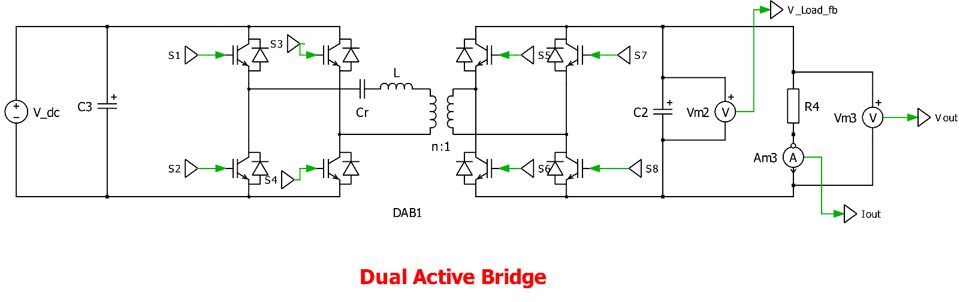 V_Load_fb
S1
S3
S5
S7
L
Cr
V_dc
C3
C2
Vm2
R4
Vm3
Vout
n:1
Am3
S2
S4
S6
S8
V
V
A
+
+
+
+
+
-
DAB1
Iout
Dual Active Bridge